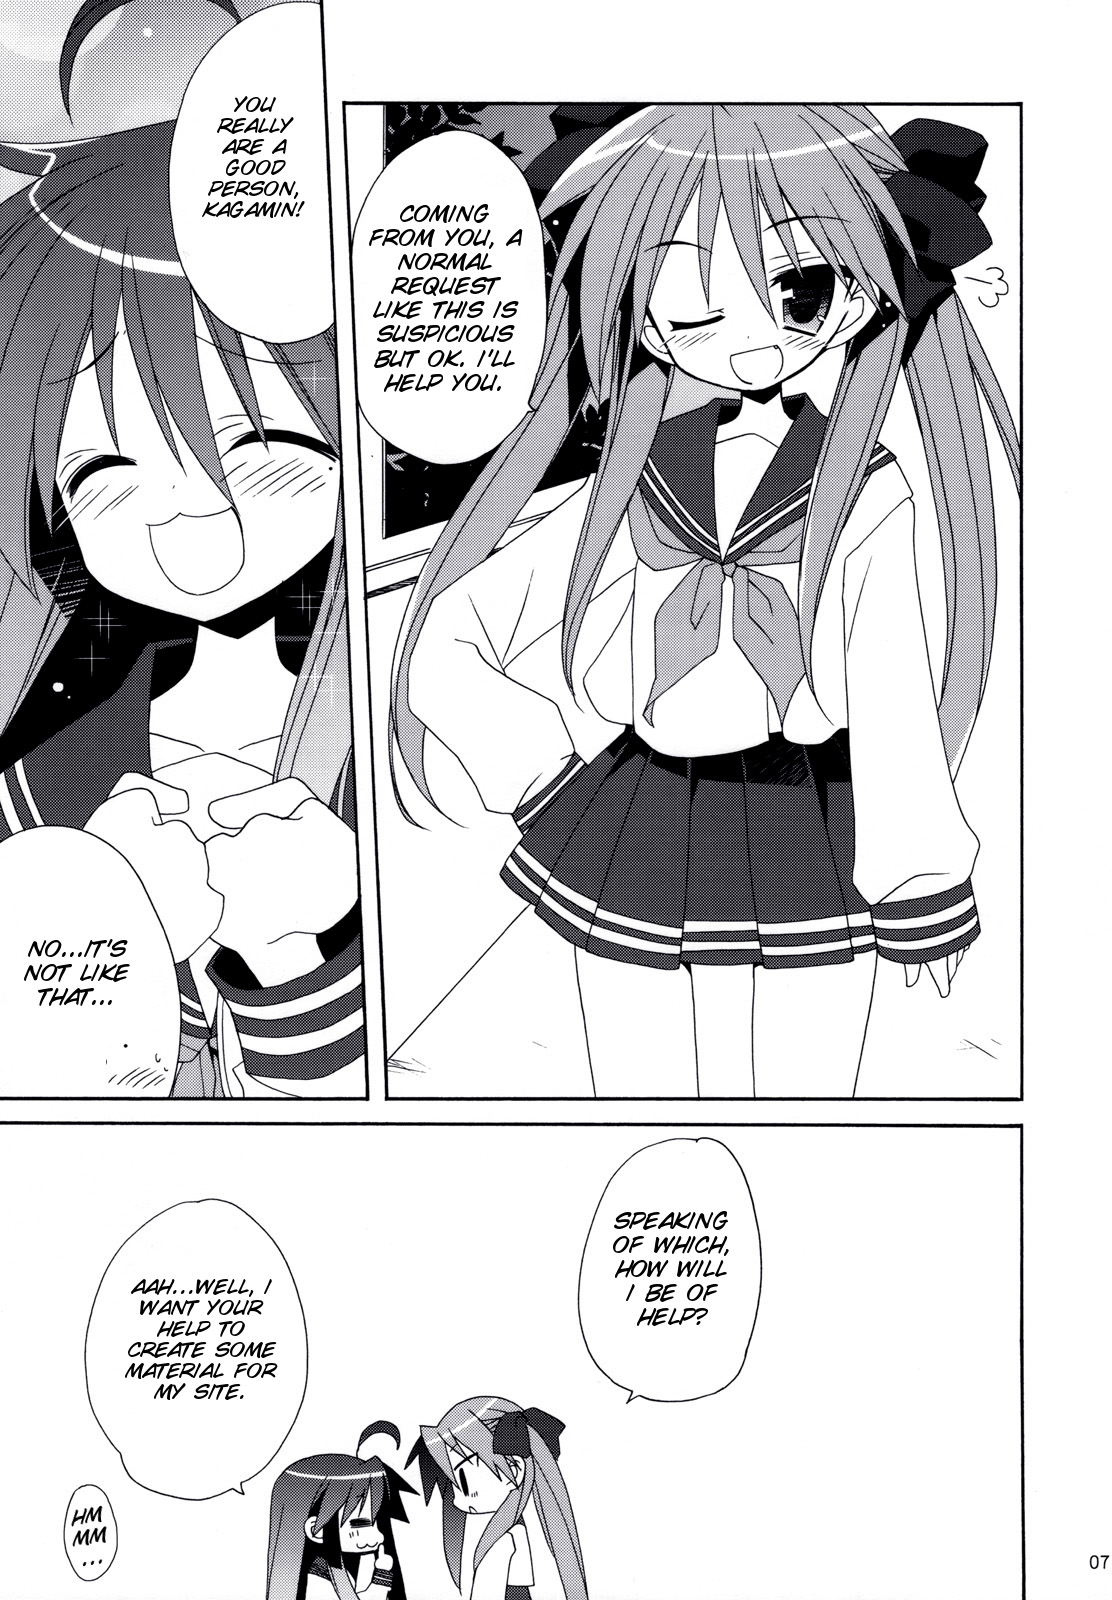 COMING
FROM YOU, A
NORMAL
REQUEST
LIKE THIS IS
SUSPICIOUS
BUT OK. I'LL
HELP YOU.
YOU
REALLY
ARE A
GOOD
PERSON,
KAGAMIN!
NO...IT'S
NOT LIKE
THAT...
SPEAKING
OF WHICH,
HOW WILL
I BE OF
HELP?
AAH...WELL, I
WANT YOUR
HELP TO
CREATE SOME
MATERIAL FOR
MY SITE.
HM
MM
...
07